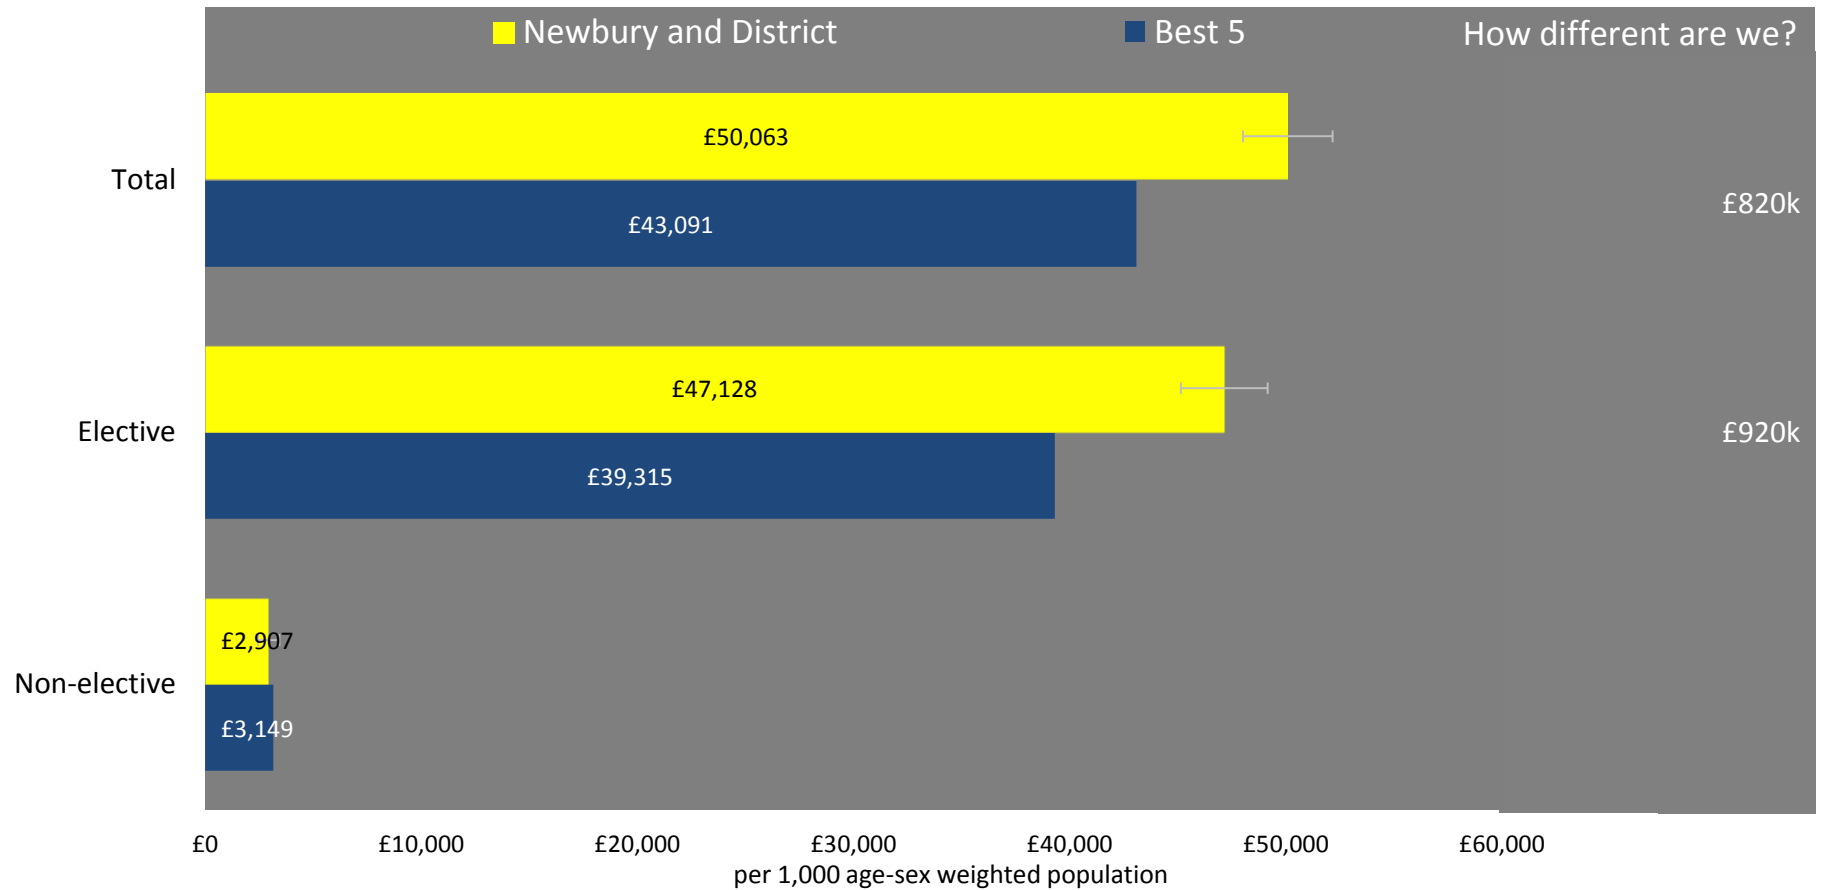 Newbury and District
Best 5
How different are we?
Total
£50,063
£43,091
£820k
Elective
£47,128
£39,315
£920k
Non-elective
£2,907
£3,149
£0
£10,000
£20,000
£30,000
£40,000
£50,000
£60,000
per 1,000 age-sex weighted population